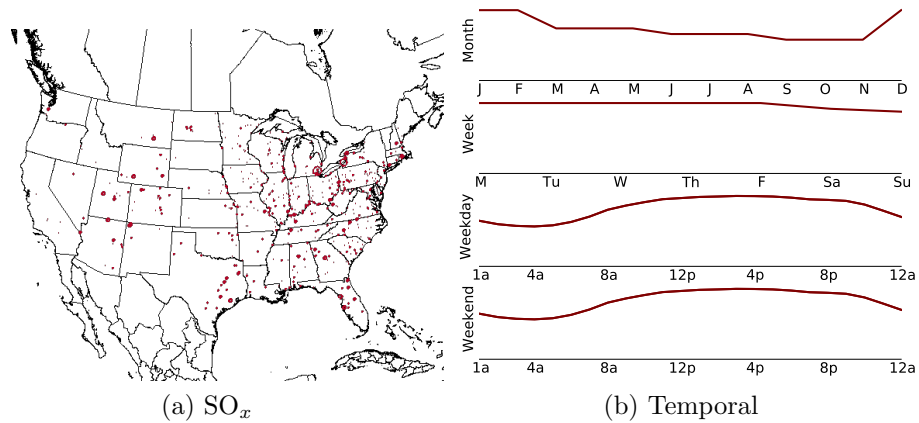 Month
J F M A M J J A S O N D
Week
M Tu W Th F Sa Su
Weekday
1a 4a 8a 12p 4p 8p 12a
Weekend
1a 4a 8a 12p 4p 8p 12a
(a) SOₓ
(b) Temporal